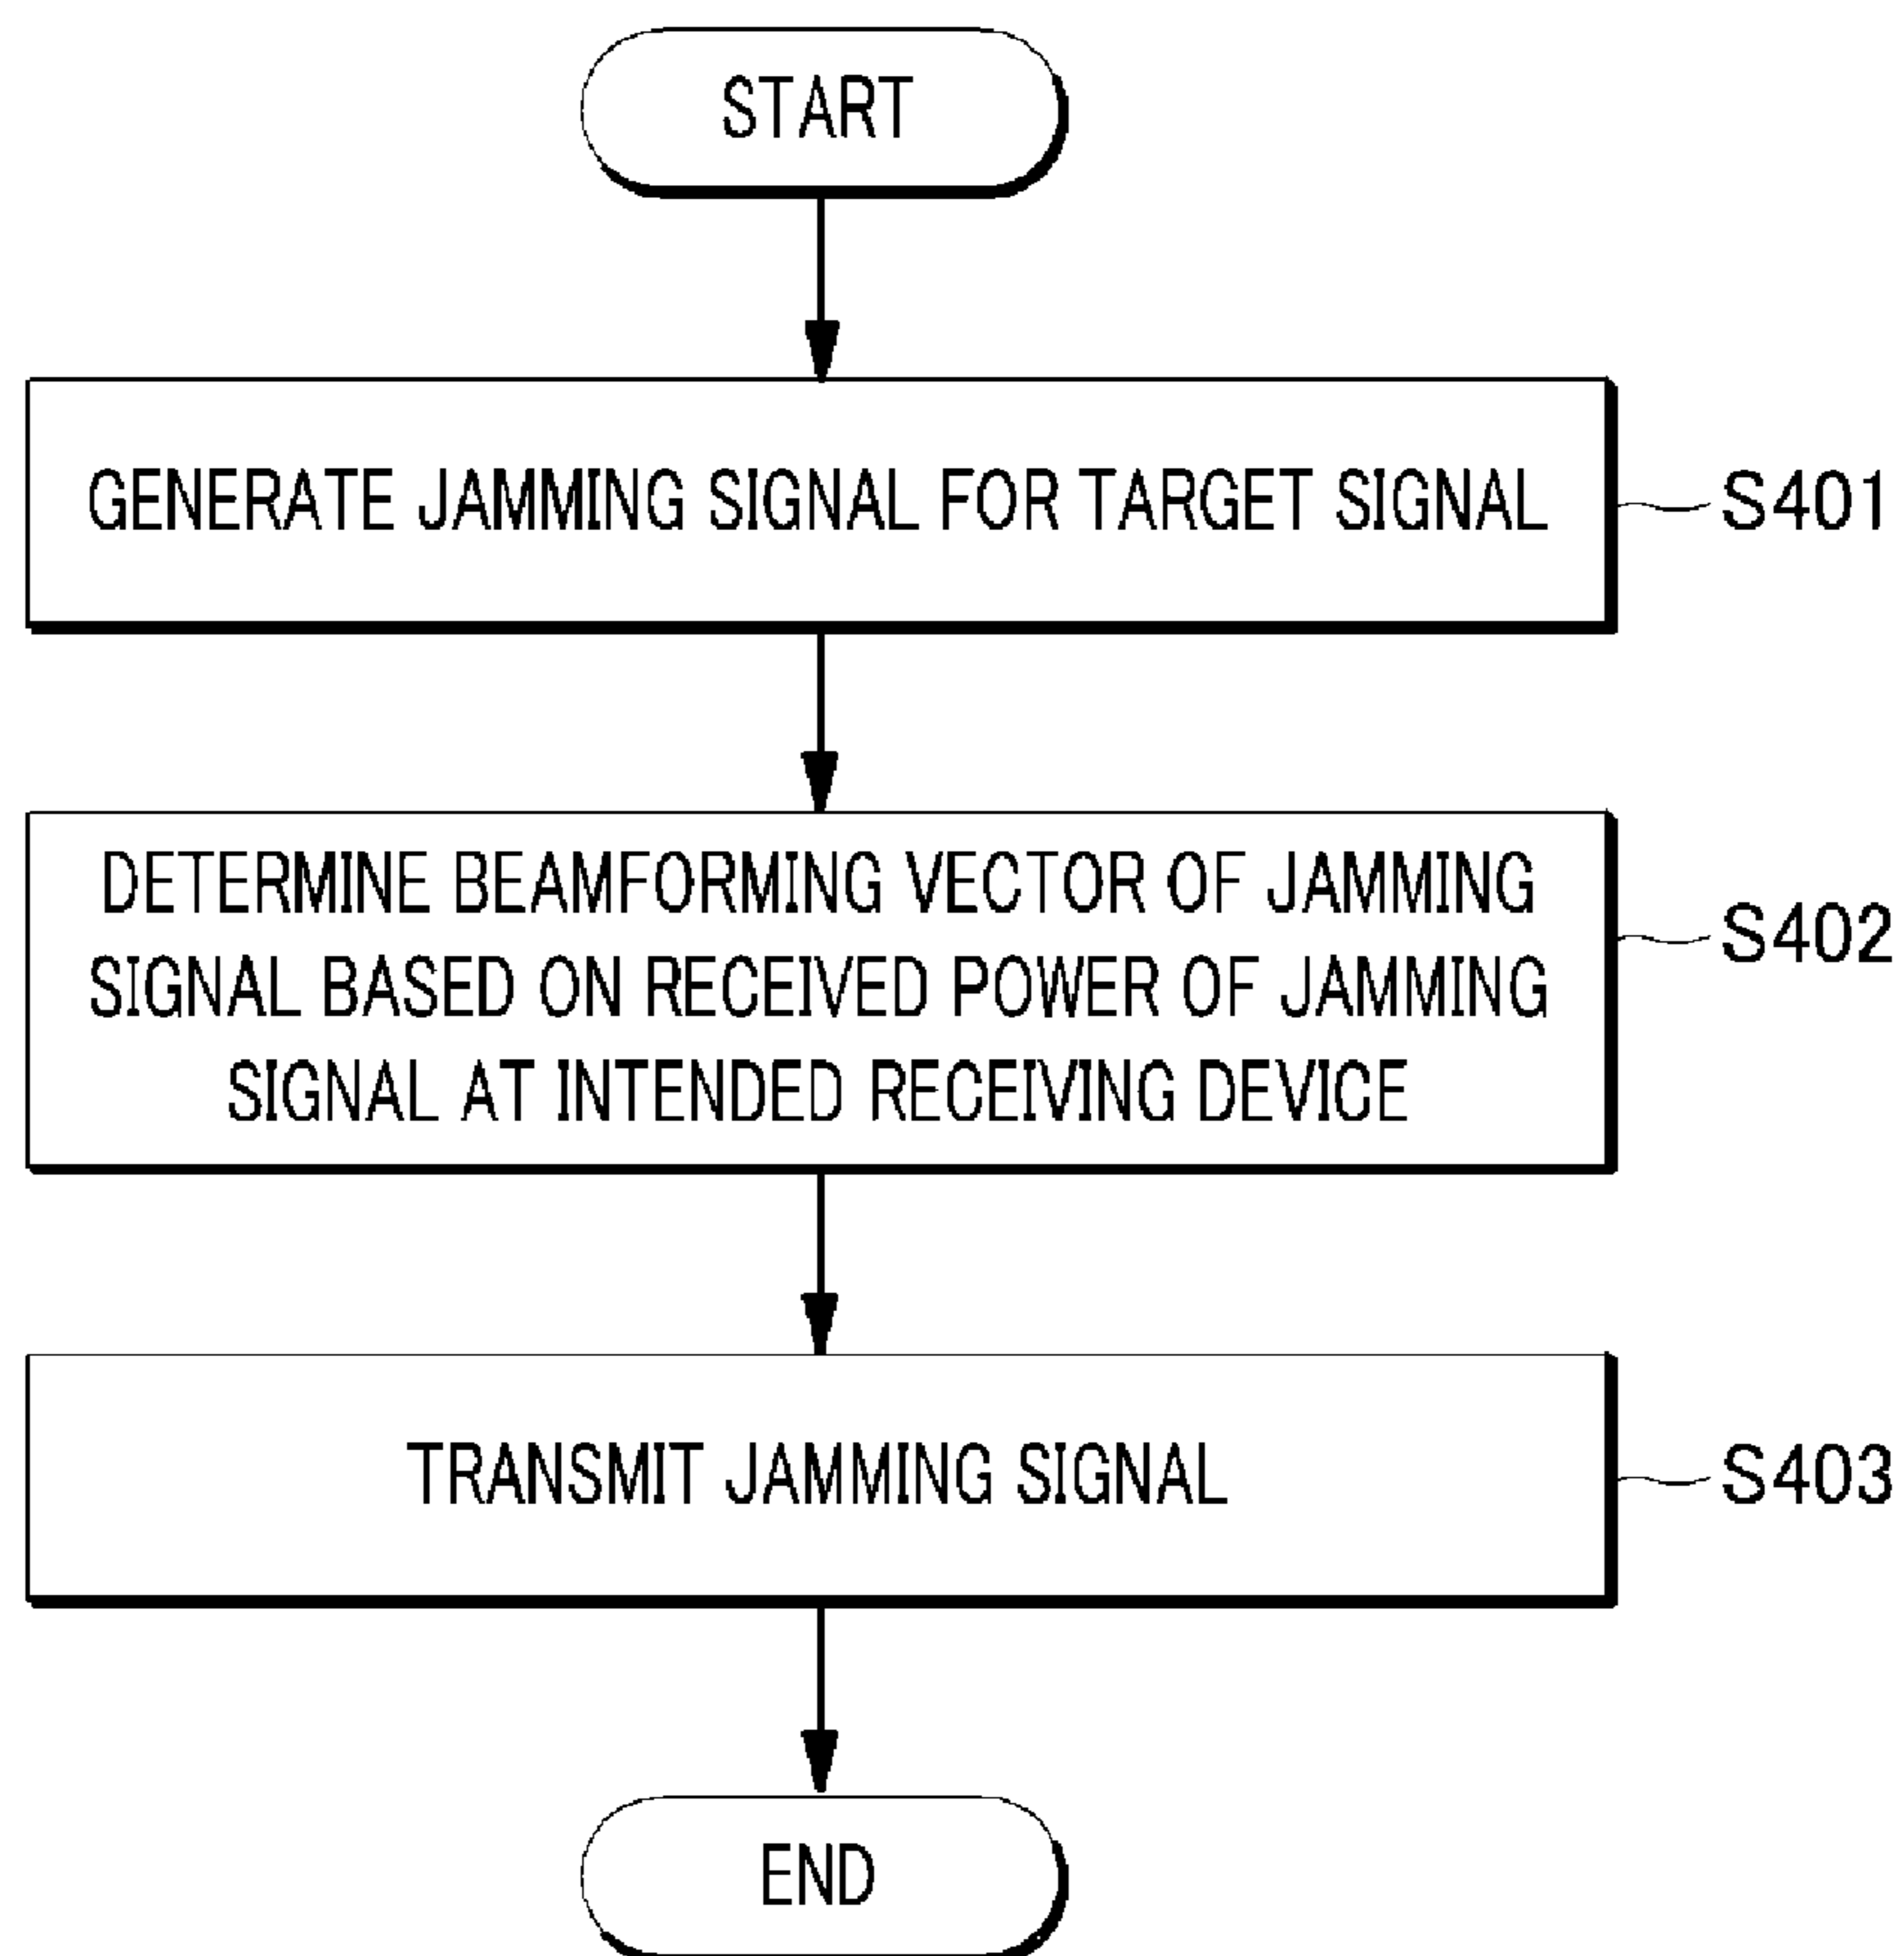 START
GENERATE JAMMING SIGNAL FOR TARGET SIGNAL
S401
DETERMINE BEAMFORMING VECTOR OF JAMMING
SIGNAL BASED ON RECEIVED POWER OF JAMMING
SIGNAL AT INTENDED RECEIVING DEVICE
S402
TRANSMIT JAMMING SIGNAL
S403
END